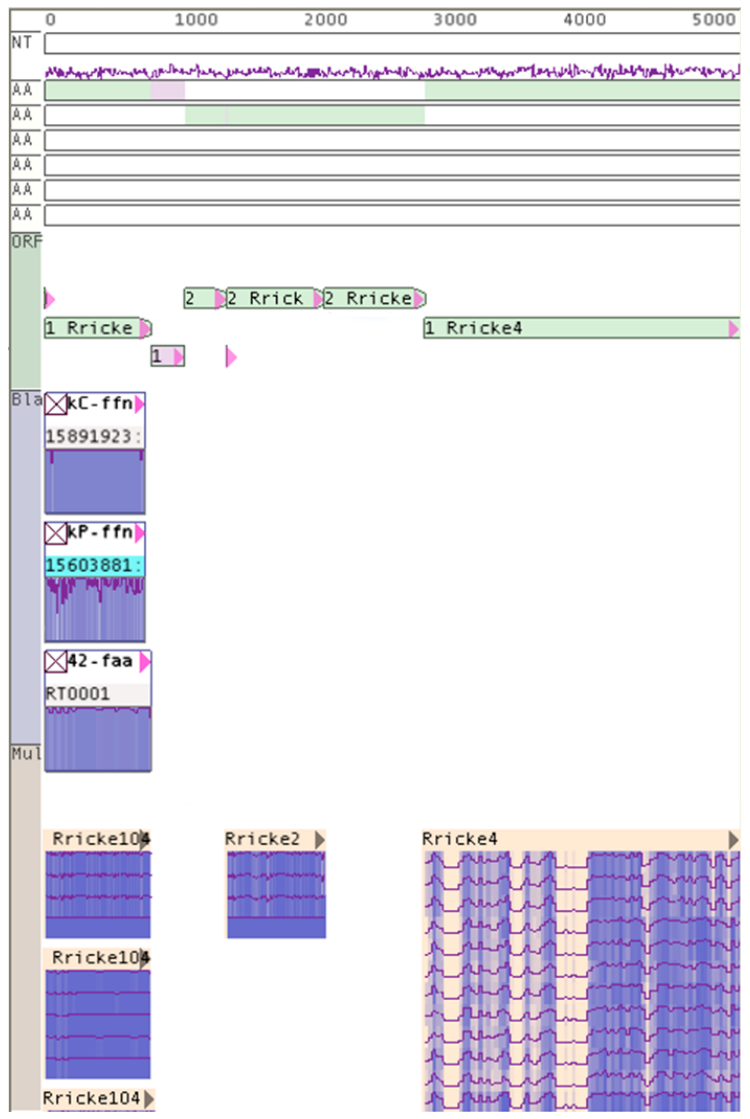 0 1000 2000 3000 4000 5000
NT
AA
AA
AA
AA
AA
AA
ORF
2 2 Rrick 2 Rricke
1 Rricke 1 Rricke4
1
Bla
kC-ffn
15891923:
kP-ffn
15603881:
42-faa
RT0001
Mul
Rricke104 Rricke2 Rricke4
Rricke104
Rricke104